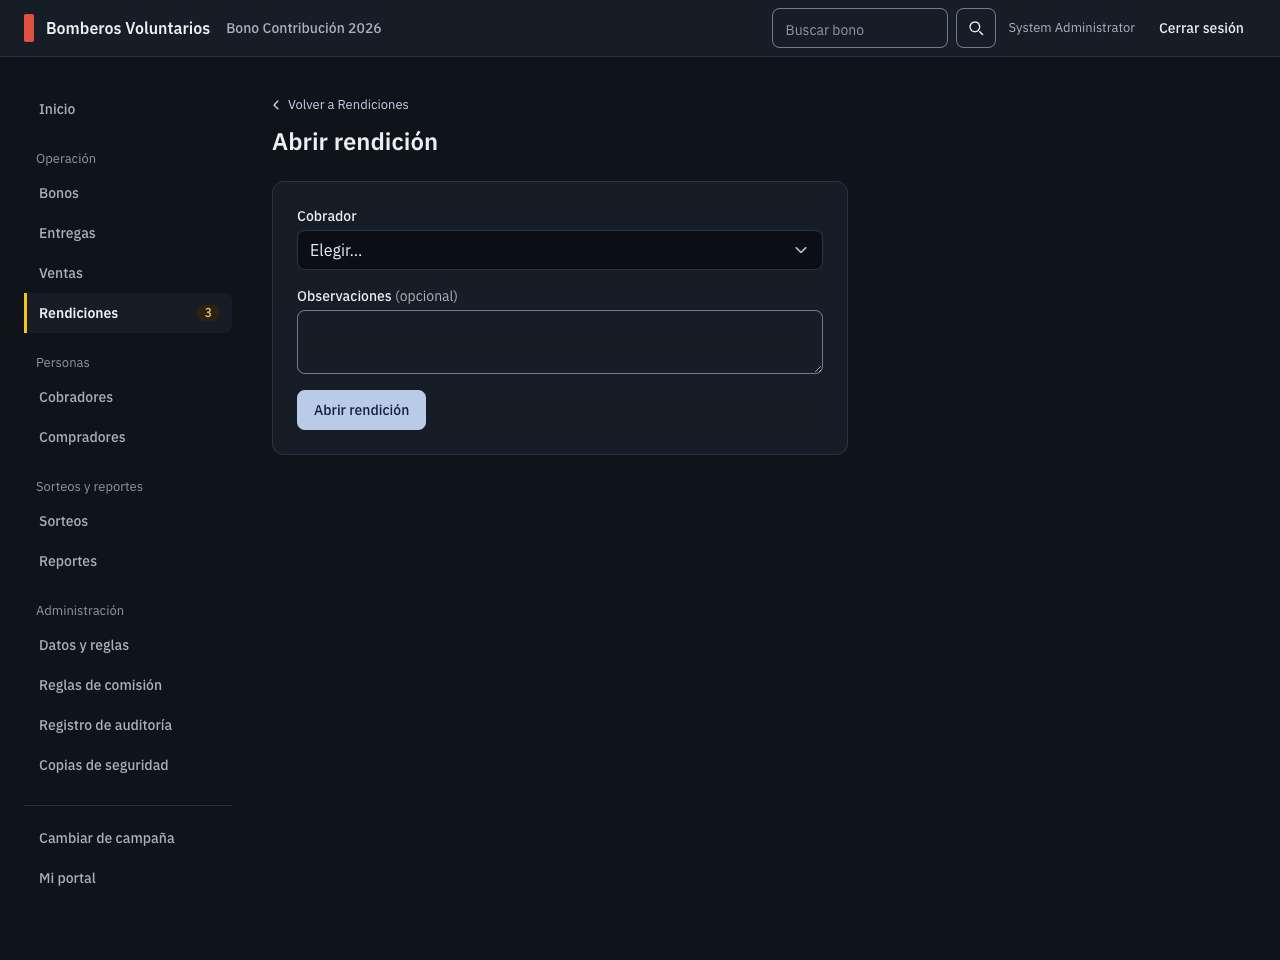 Bomberos Voluntarios
Bono Contribución 2026
Buscar bono
System Administrator
Cerrar sesión
Inicio
Operación
Bonos
Entregas
Ventas
Rendiciones 3
Personas
Cobradores
Compradores
Sorteos y reportes
Sorteos
Reportes
Administración
Datos y reglas
Reglas de comisión
Registro de auditoría
Copias de seguridad
Cambiar de campaña
Mi portal
Volver a Rendiciones
Abrir rendición
Cobrador
Elegir...
Observaciones (opcional)
Abrir rendición